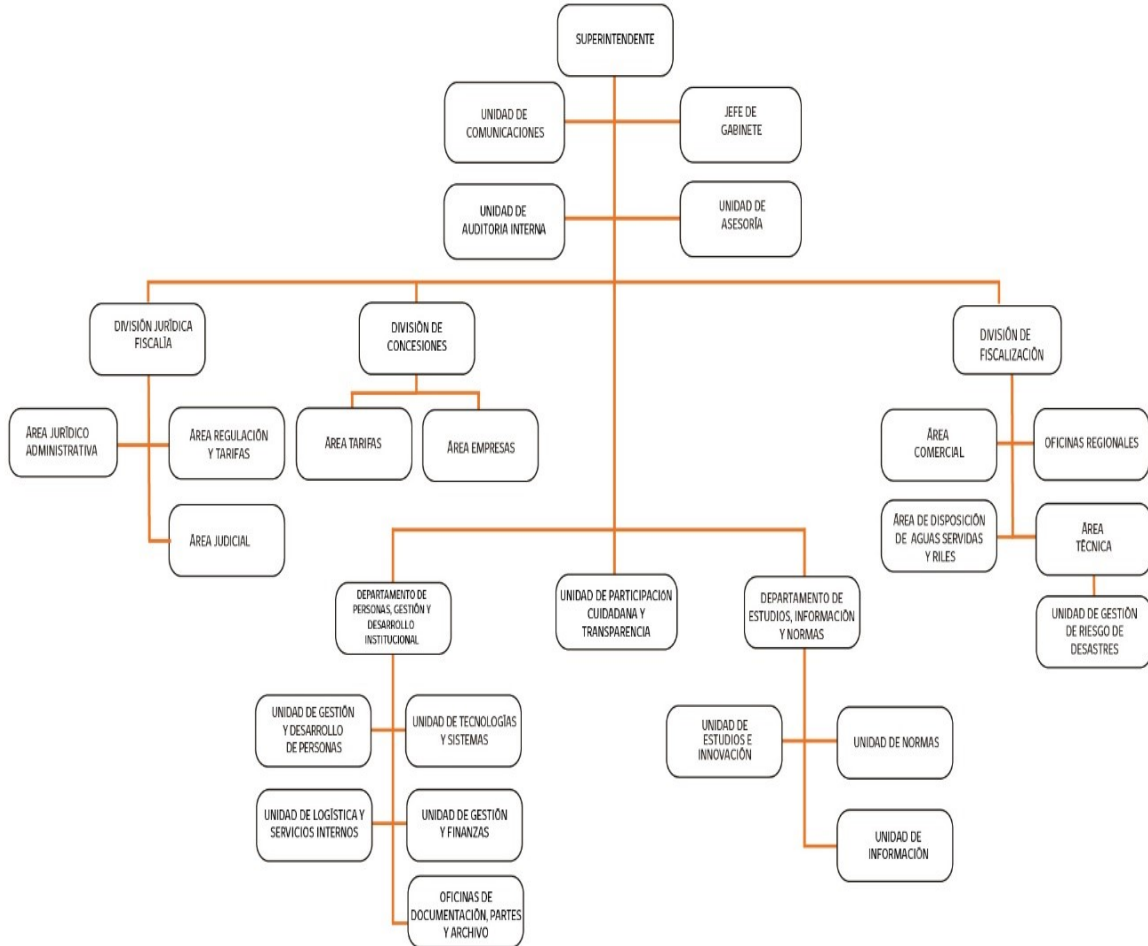 SUPERINTENDENTE
UNIDAD DE
COMUNICACIONES
JEFE DE
GABINETE
UNIDAD DE
AUDITORIA INTERNA
UNIDAD DE
ASESORÍA
DIVISIÓN JURÍDICA
FISCALÍA
DIVISIÓN DE
CONCESIONES
DIVISIÓN DE
FISCALIZACIÓN
ÁREA JURÍDICO
ADMINISTRATIVA
ÁREA REGULACIÓN
Y TARIFAS
ÁREA JUDICIAL
ÁREA TARIFAS
ÁREA EMPRESAS
ÁREA
COMERCIAL
OFICINAS REGIONALES
ÁREA DE DISPOSICIÓN
DE AGUAS SERVIDAS
Y RILES
ÁREA
TÉCNICA
UNIDAD DE GESTIÓN
DE RIESGO DE
DESASTRES
DEPARTAMENTO DE
PERSONAS, GESTIÓN Y
DESARROLLO
INSTITUCIONAL
UNIDAD DE PARTICIPACIÓN
CUIDADANA Y
TRANSPARENCIA
DEPARTAMENTO DE
ESTUDIOS, INFORMACIÓN
Y NORMAS
UNIDAD DE GESTIÓN
Y DESARROLLO
DE PERSONAS
UNIDAD DE TECNOLOGÍAS
Y SISTEMAS
UNIDAD DE LOGÍSTICA Y
SERVICIOS INTERNOS
UNIDAD DE GESTIÓN
Y FINANZAS
OFICINAS DE
DOCUMENTACIÓN, PARTES
Y ARCHIVO
UNIDAD DE
ESTUDIOS E
INNOVACIÓN
UNIDAD DE NORMAS
UNIDAD DE
INFORMACIÓN